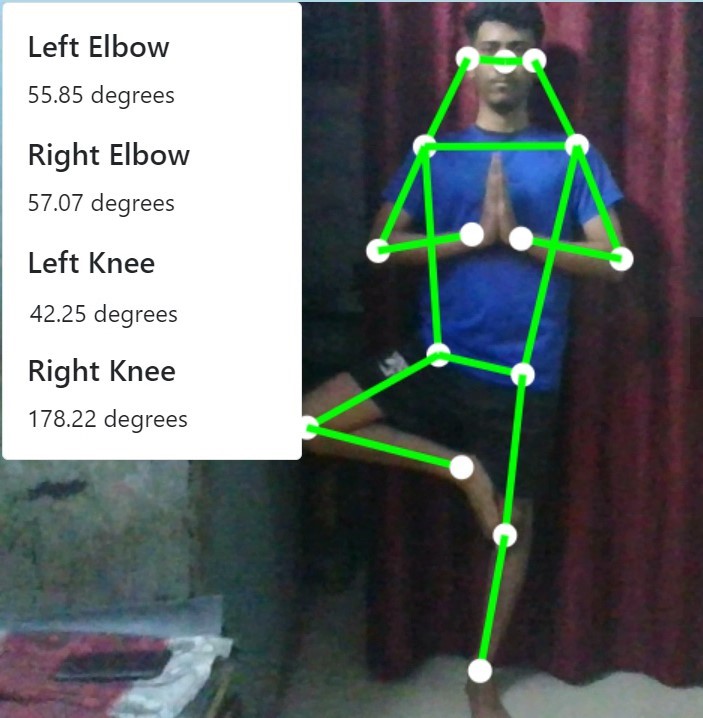 Left Elbow
55.85 degrees
Right Elbow
57.07 degrees
Left Knee
42.25 degrees
Right Knee
178.22 degrees